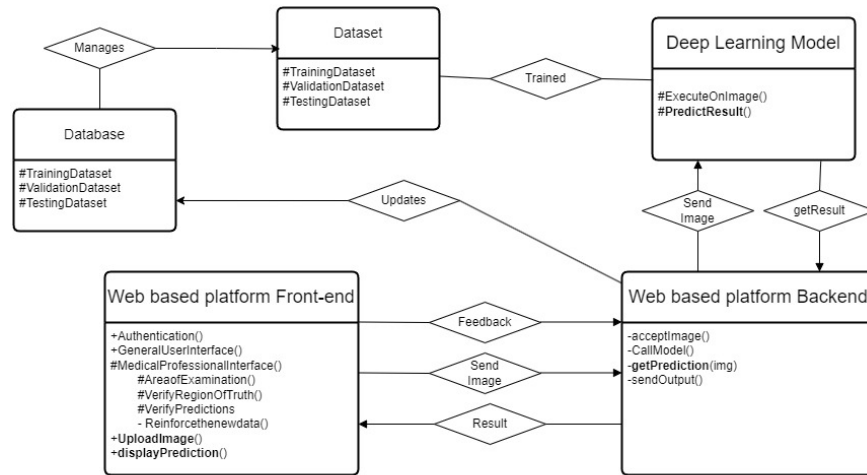 Manages
Dataset
#TrainingDataset
#ValidationDataset
#TestingDataset
Trained
Deep Learning Model
#ExecuteOnImage()
#PredictResult()
Database
#TrainingDataset
#ValidationDataset
#TestingDataset
Updates
Send
Image
getResult
Web based platform Front-end
+Authentication()
+GeneralUserInterface()
#MedicalProfessionalInterface()
#AreaofExamination()
#VerifyRegionOfTruth()
#VerifyPredictions
- Reinforcethenewdata()
+UploadImage()
+displayPrediction()
Feedback
Send
Image
Result
Web based platform Backend
-acceptImage()
-CallModel()
-getPrediction(img)
-sendOutput()